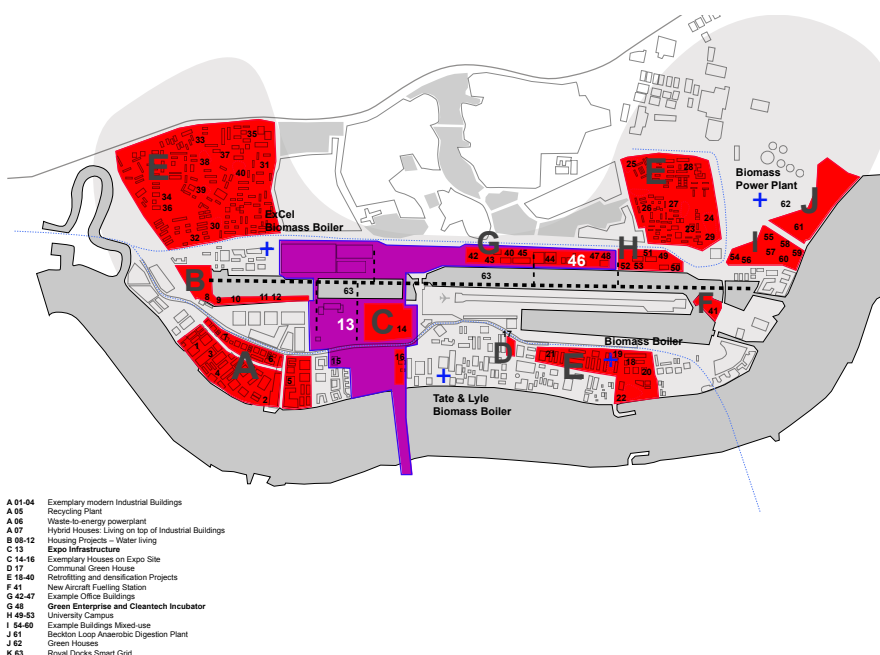 35
33
37
E
38
31
40
39
34
36
30
32
25
E
28
27
26
24
23
29
Biomass
Power Plant
62
J
61
ExCel
Biomass Boiler
G
42
43
40 45
44
46
47 48
H
51
49
52 53
50
I
55
58
54 56
57
59
60
B
8
9
10
11 12
63
63
F
41
13
C
14
17
D
Biomass Boiler
1
7
3
A
6
4
5
2
15
16
21
E
19
18
20
22
Tate & Lyle
Biomass Boiler
A 01-04 Exemplary modern Industrial Buildings
A 05 Recycling Plant
A 06 Waste-to-energy powerplant
A 07 Hybrid Houses: Living on top of Industrial Buildings
B 08-12 Housing Projects – Water living
C 13 Expo Infrastructure
C 14-16 Exemplary Houses on Expo Site
D 17 Communal Green House
E 18-40 Retrofitting and densification Projects
F 41 New Aircraft Fuelling Station
G 42-47 Example Office Buildings
G 48 Green Enterprise and Cleantech Incubator
H 49-53 University Campus
I 54-60 Example Buildings Mixed-use
J 61 Beckton Loop Anaerobic Digestion Plant
J 62 Green Houses
K 63 Royal Docks Smart Grid